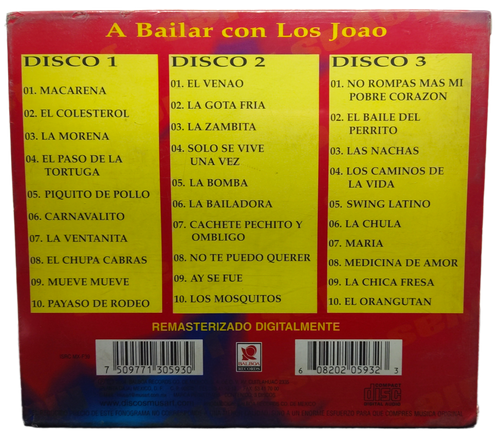 A Bailar con Los Joao
DISCO 1
01. MACARENA
02. EL COLESTEROL
03. LA MORENA
04. EL PASO DE LA
TORTUGA
05. PIQUITO DE POLLO
06. CARNAVALITO
07. LA VENTANITA
08. EL CHUPA CABRAS
09. MUEVE MUEVE
10. PAYASO DE RODEO
DISCO 2
01. EL VENAO
02. LA GOTA FRIA
03. LA ZAMBITA
04. SOLO SE VIVE
UNA VEZ
05. LA BOMBA
06. LA BAILADORA
07. CACHETE PECHITO Y
OMBLIGO
08. NO TE PUEDO QUERER
09. AY SE FUE
10. LOS MOSQUITOS
DISCO 3
01. NO ROMPAS MAS MI
POBRE CORAZON
02. EL BAILE DEL
PERRITO
03. LAS NACHAS
04. LOS CAMINOS DE
LA VIDA
05. SWING LATINO
06. LA CHULA
07. MARIA
08. MEDICINA DE AMOR
09. LA CHICA FRESA
10. EL ORANGUTAN
REMASTERIZADO DIGITALMENTE
7 509771 305930
BALBOA
RECORDS
6 08202 05932 3
COMPACT
disc
DIGITAL AUDIO